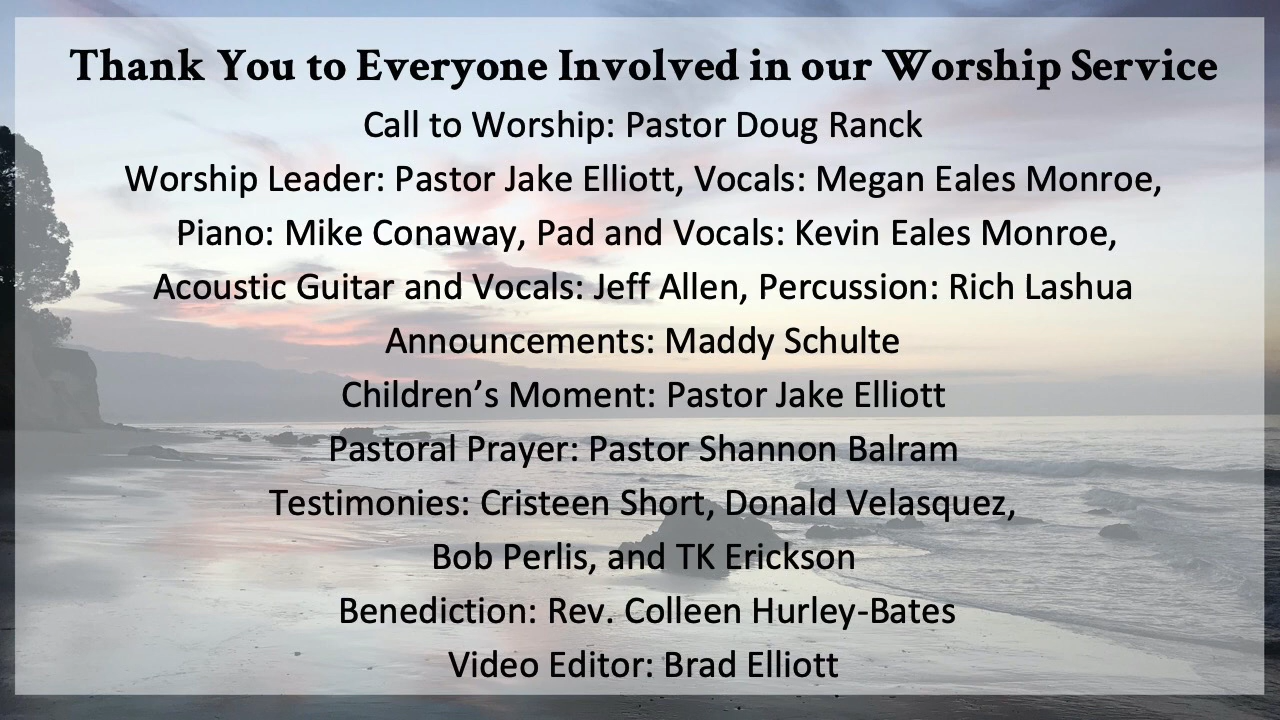 Thank You to Everyone Involved in our Worship Service
Call to Worship: Pastor Doug Ranck
Worship Leader: Pastor Jake Elliott, Vocals: Megan Eales Monroe,
Piano: Mike Conaway, Pad and Vocals: Kevin Eales Monroe,
Acoustic Guitar and Vocals: Jeff Allen, Percussion: Rich Lashua
Announcements: Maddy Schulte
Children’s Moment: Pastor Jake Elliott
Pastoral Prayer: Pastor Shannon Balram
Testimonies: Cristeen Short, Donald Velasquez,
Bob Perlis, and TK Erickson
Benediction: Rev. Colleen Hurley-Bates
Video Editor: Brad Elliott